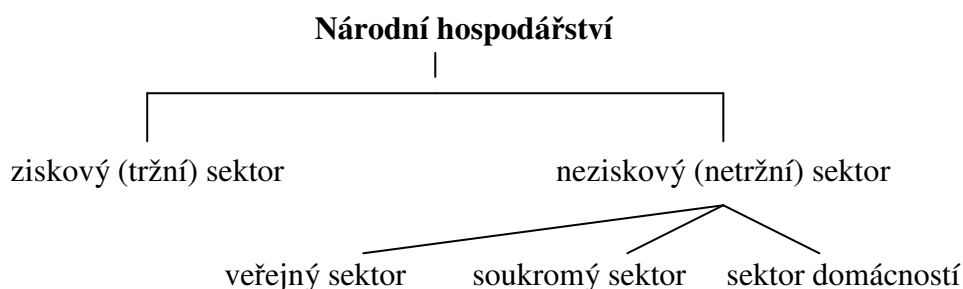 Národní hospodářství
ziskový (tržní) sektor neziskový (netržní) sektor
veřejný sektor soukromý sektor sektor domácností